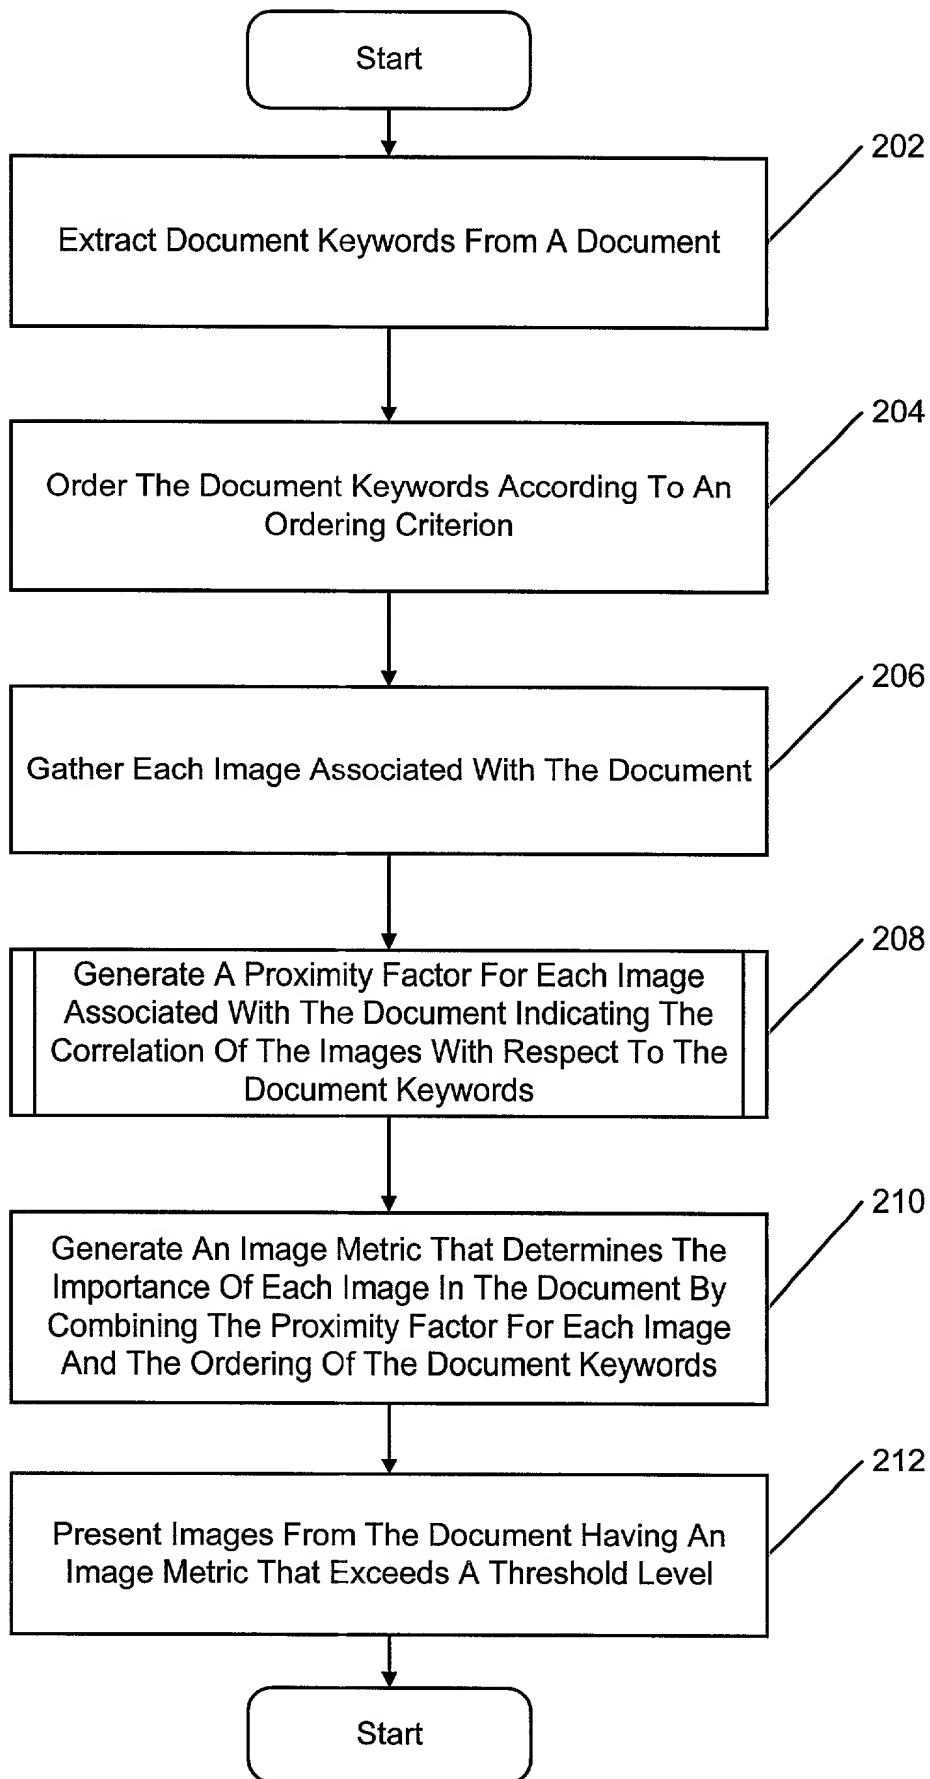 Start
202
Extract Document Keywords From A Document
204
Order The Document Keywords According To An
Ordering Criterion
206
Gather Each Image Associated With The Document
208
Generate A Proximity Factor For Each Image
Associated With The Document Indicating The
Correlation Of The Images With Respect To The
Document Keywords
210
Generate An Image Metric That Determines The
Importance Of Each Image In The Document By
Combining The Proximity Factor For Each Image
And The Ordering Of The Document Keywords
212
Present Images From The Document Having An
Image Metric That Exceeds A Threshold Level
Start